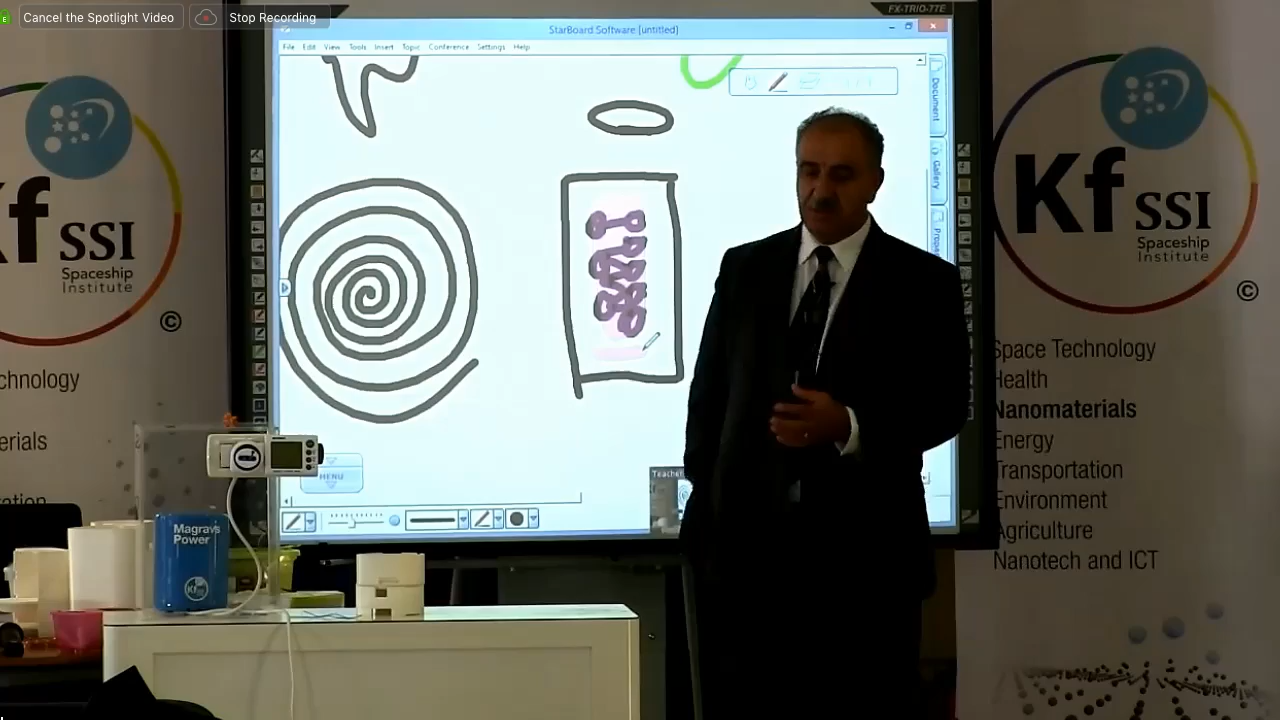 Cancel the Spotlight Video
Stop Recording
FX-TRIO-77E
StarBoard Software [untitled]
File Edit View Tools Insert Topic Conference Settings Help
Document
Gallery
MENU
Teacher
f SSI
Spaceship
Institute
©
chnology
erials
Magravs
Power
Kf SSI
Spaceship
Institute
©
Space Technology
Health
Nanomaterials
Energy
Transportation
Environment
Agriculture
Nanotech and ICT